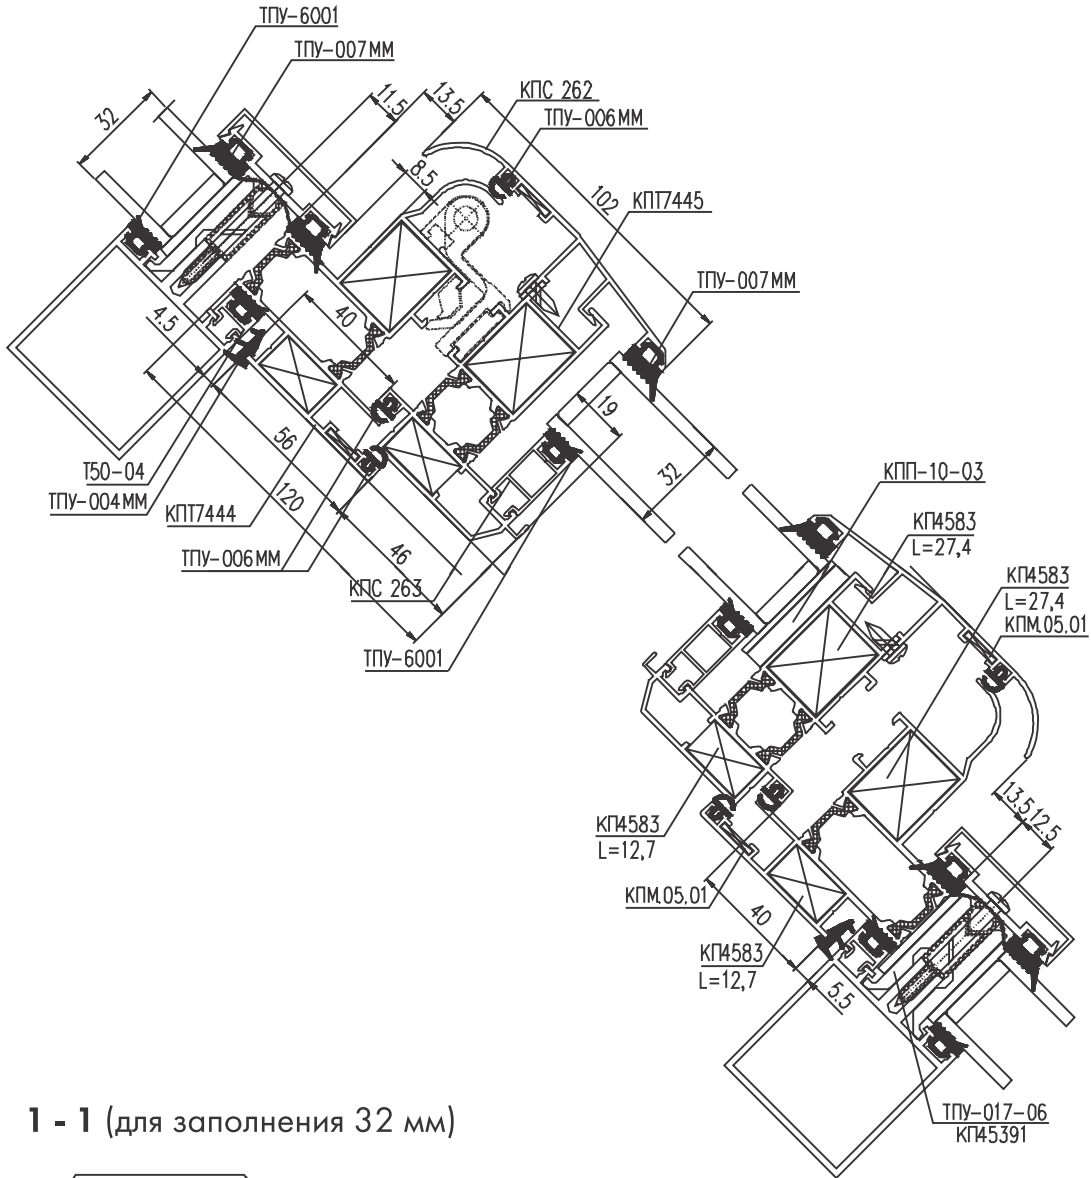 ТПУ-6001
ТПУ-007ММ
КПС 262
ТПУ-006ММ
32
11.5
13.5
8.5
102
КПТ7445
ТПУ-007ММ
40
4.5
19
32
56
120
46
Т50-04
ТПУ-004ММ
КПТ7444
ТПУ-006ММ
КПС 263
ТПУ-6001
КПП-10-03
КП4583
L=27,4
КП4583
L=27,4
КПМ.05.01
КП4583
L=12,7
КПМ.05.01
13.5
12.5
40
КП4583
L=12,7
5.5
ТПУ-017-06
КП45391
1 - 1 (для заполнения 32 мм)